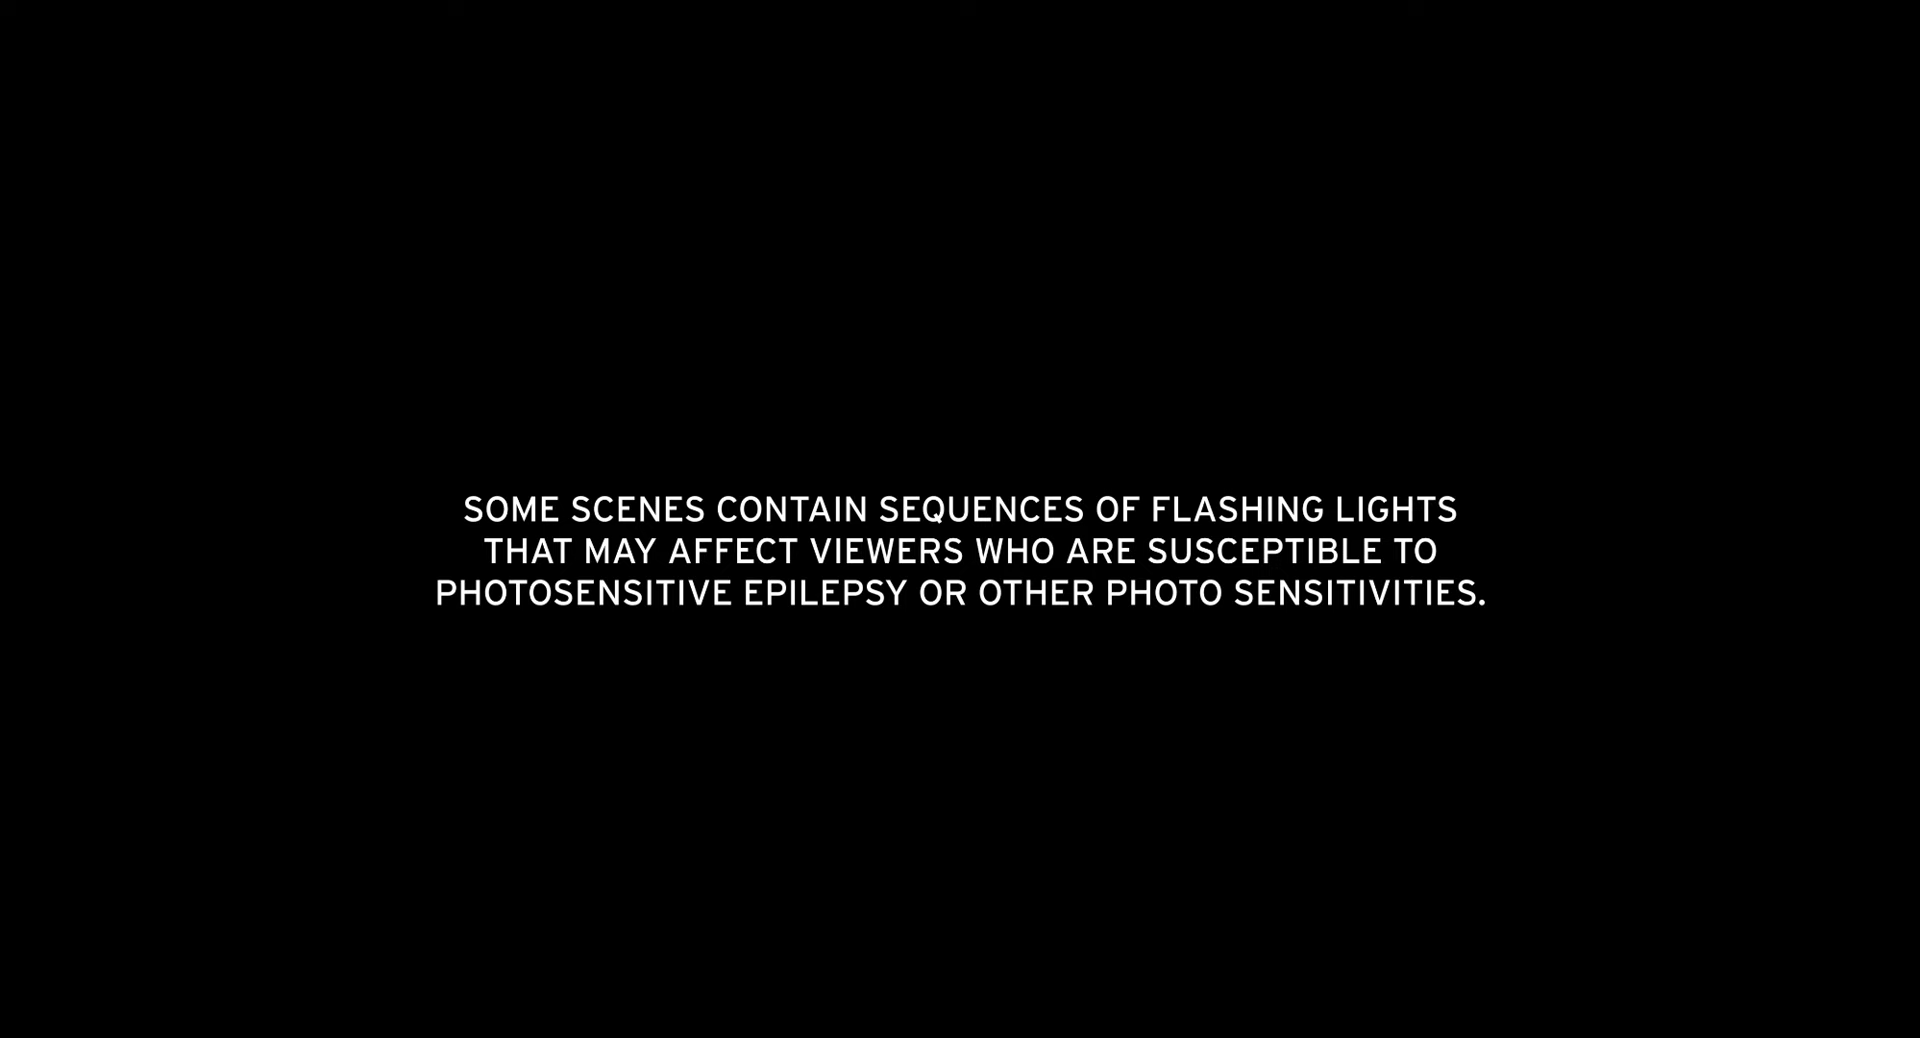 SOME SCENES CONTAIN SEQUENCES OF FLASHING LIGHTS
THAT MAY AFFECT VIEWERS WHO ARE SUSCEPTIBLE TO
PHOTOSENSITIVE EPILEPSY OR OTHER PHOTO SENSITIVITIES.